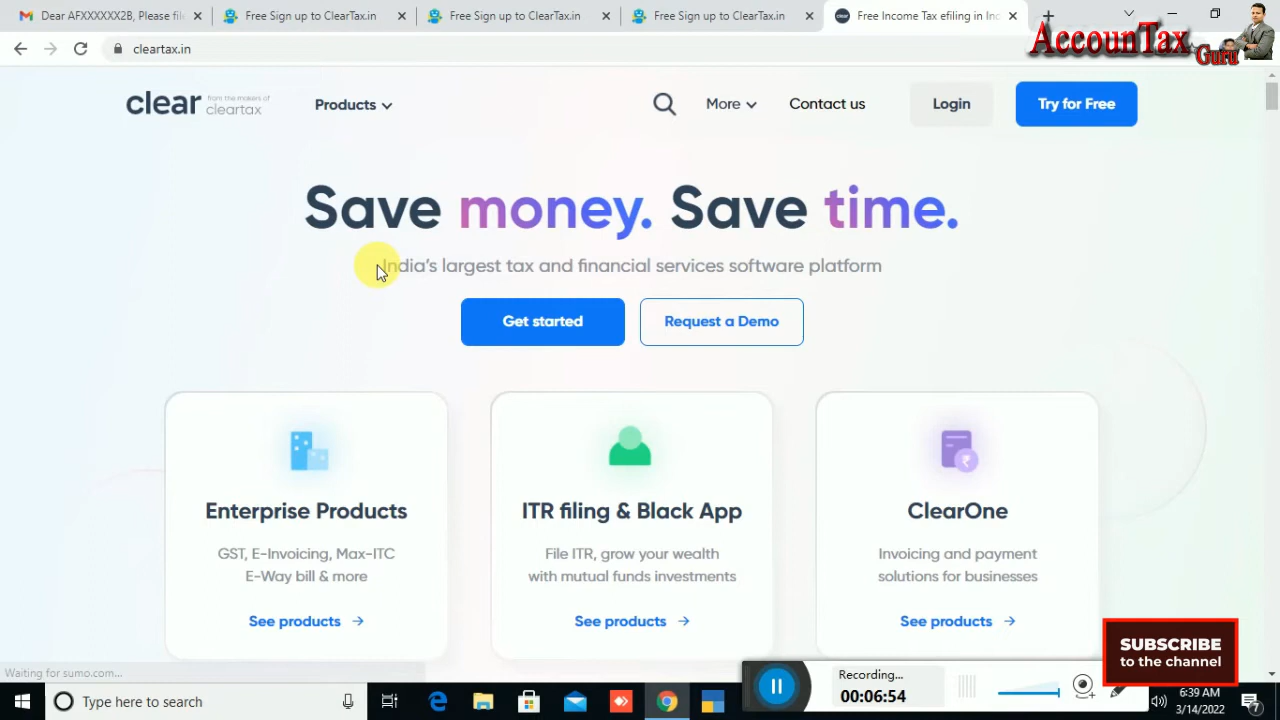 Dear AFXXXXXX2B, Please file
Free Sign up to ClearTax.in
Free Sign up to ClearTax.in
Free Sign up to ClearTax.in
Free Income Tax efiling in Ind
AccounTax
Guru
cleartax.in
clear
from the makers of
cleartax
Products
More
Contact us
Login
Try for Free
Save money. Save time.
India's largest tax and financial services software platform
Get started
Request a Demo
Enterprise Products
GST, E-Invoicing, Max-ITC
E-Way bill & more
See products →
ITR filing & Black App
File ITR, grow your wealth
with mutual funds investments
See products →
ClearOne
Invoicing and payment
solutions for businesses
See products →
SUBSCRIBE
to the channel
Waiting for sumo.com...
Recording...
00:06:54
Type here to search
6:39 AM
3/14/2022
7